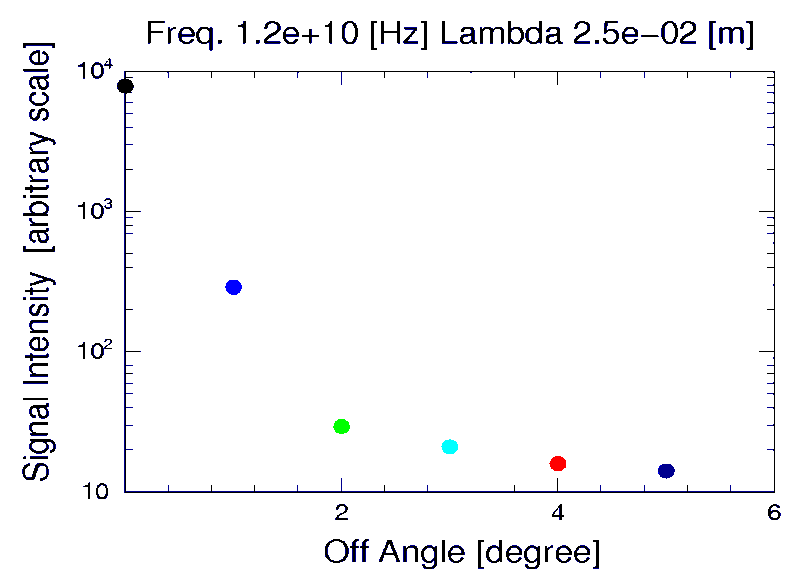 Freq. 1.2e+10 [Hz] Lambda 2.5e−02 [m]
Signal Intensity [arbitrary scale]
10⁴
10³
10²
10
2 4 6
Off Angle [degree]